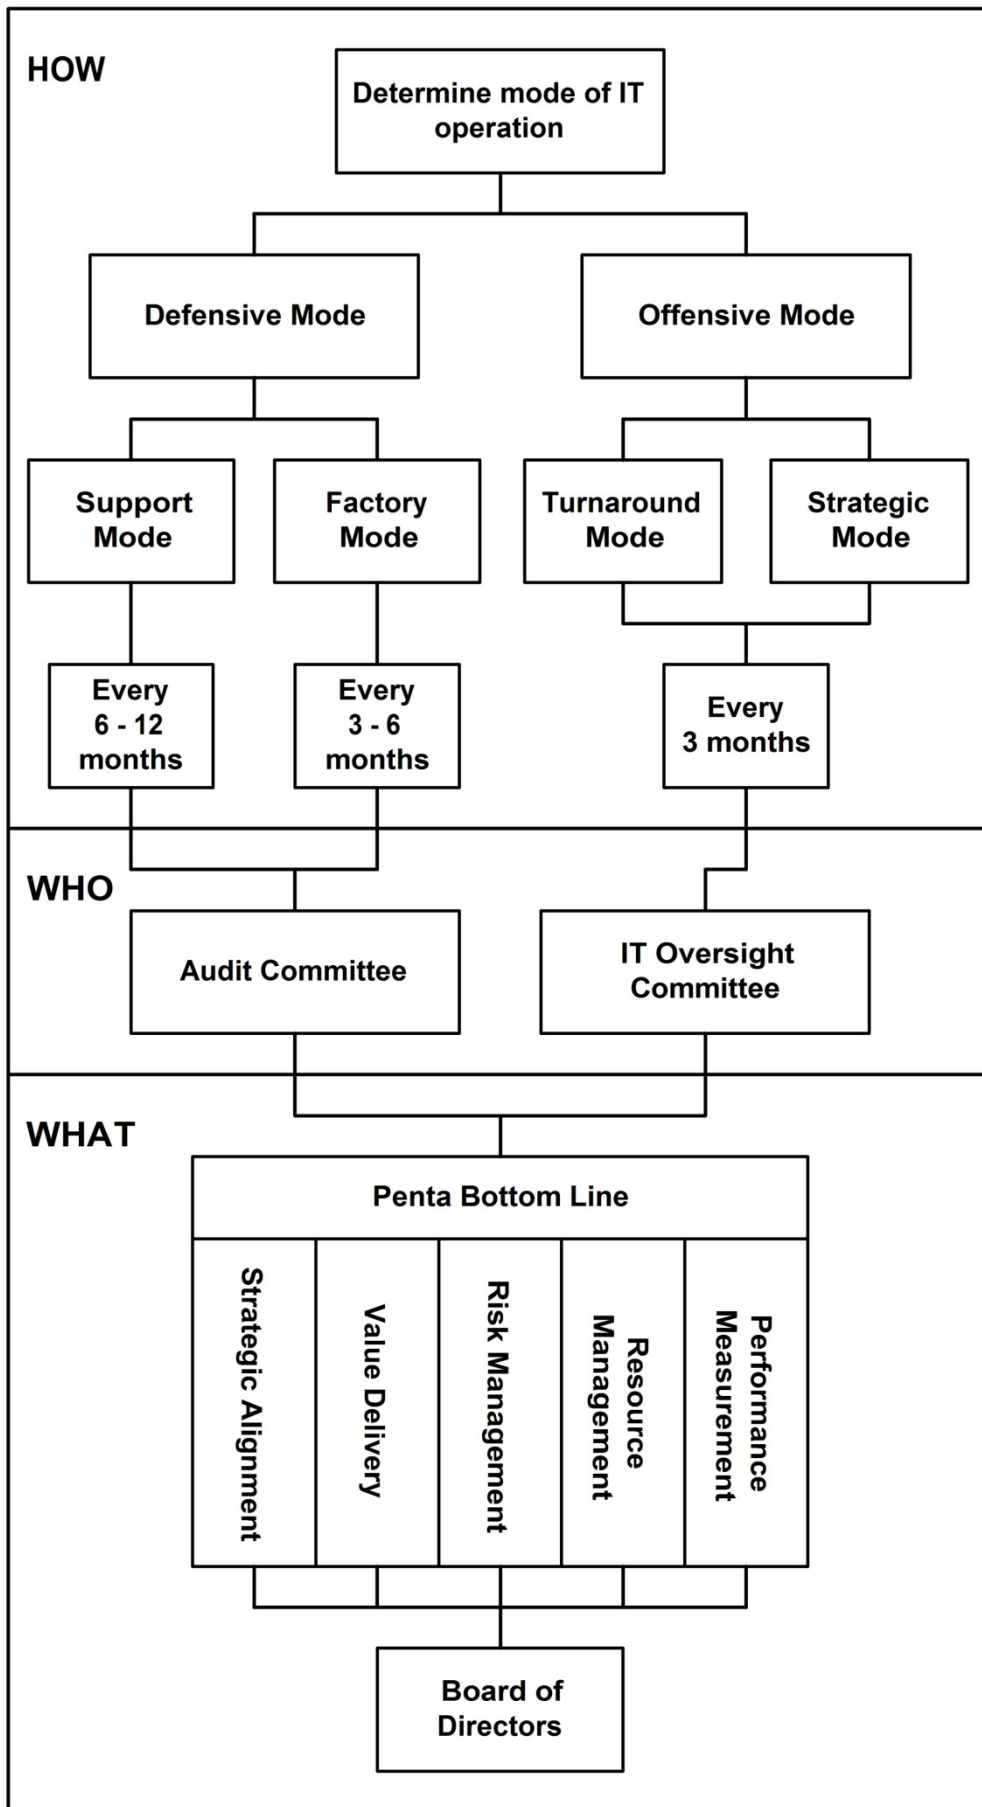 HOW
Determine mode of IT
operation
Defensive Mode
Offensive Mode
Support
Mode
Factory
Mode
Turnaround
Mode
Strategic
Mode
Every
6 - 12
months
Every
3 - 6
months
Every
3 months
WHO
Audit Committee
IT Oversight
Committee
WHAT
Penta Bottom Line
Strategic Alignment
Value Delivery
Risk Management
Resource
Management
Performance
Measurement
Board of
Directors